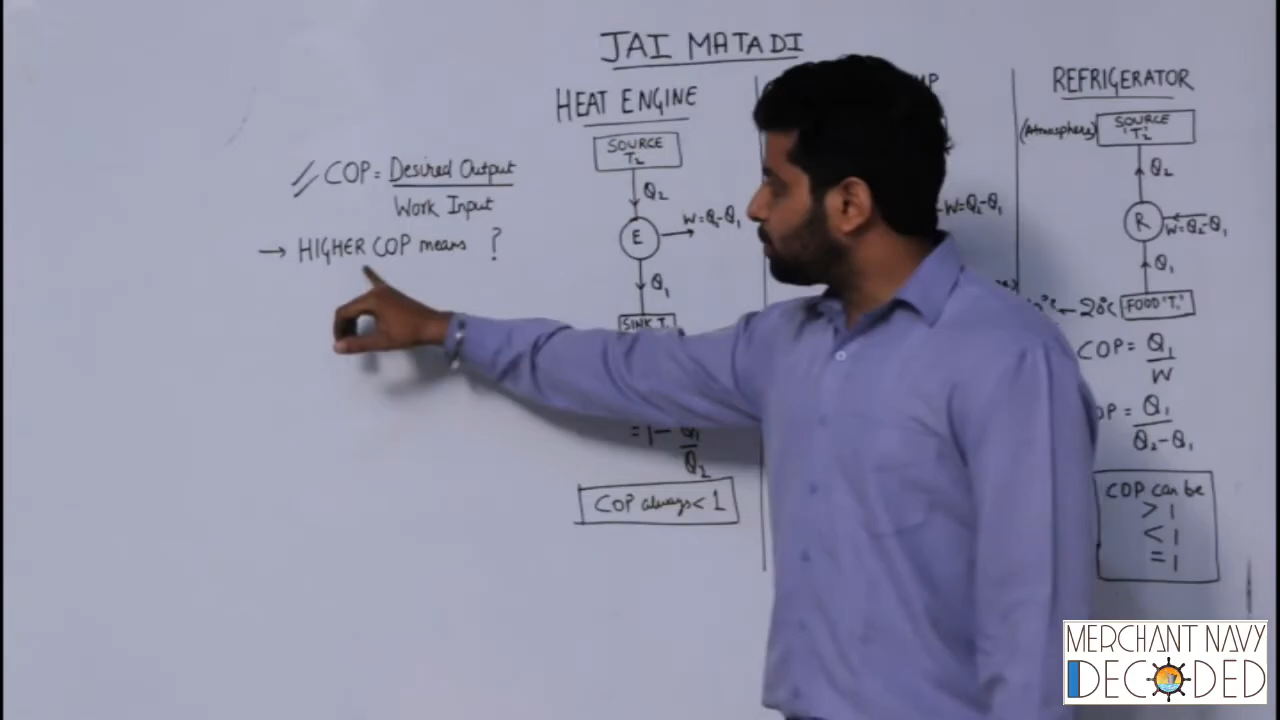 JAI MATADI
// COP = Desired Output
Work Input
→ HIGHER COP means ?
HEAT ENGINE
SOURCE
T2
Q2
E
W=Q2-Q1
Q1
SINK T1
= 1 - Q1
Q2
COP always < 1
W=Q2-Q1
REFRIGERATOR
(Atmosphere)
SOURCE
'T2'
Q2
R
W=Q2-Q1
Q1
20°C
FOOD 'T1'
COP = Q1
W
OP = Q1
Q2-Q1
COP can be
> 1
< 1
= 1
MERCHANT NAVY
DECODED